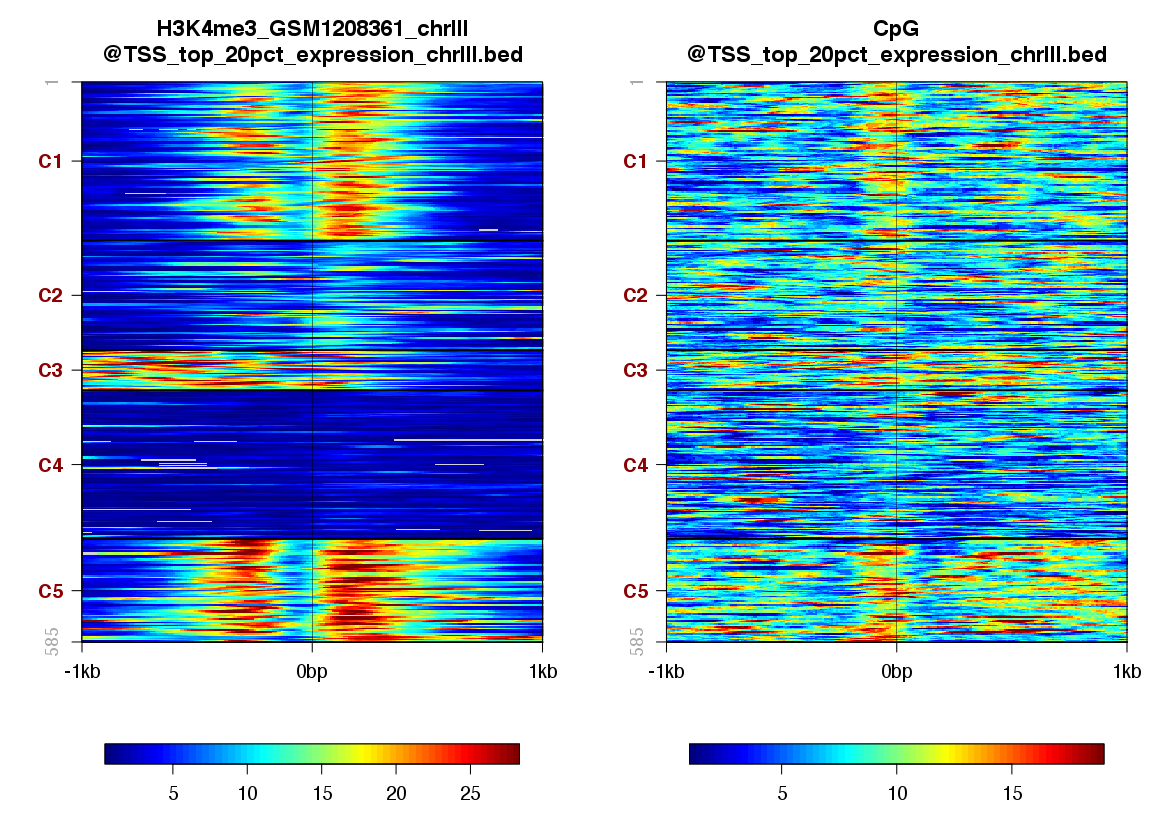 H3K4me3_GSM1208361_chrIII
@TSS_top_20pct_expression_chrIII.bed
1
C1
C2
C3
C4
C5
585
-1kb 0bp 1kb
5 10 15 20 25
CpG
@TSS_top_20pct_expression_chrIII.bed
1
C1
C2
C3
C4
C5
585
-1kb 0bp 1kb
5 10 15